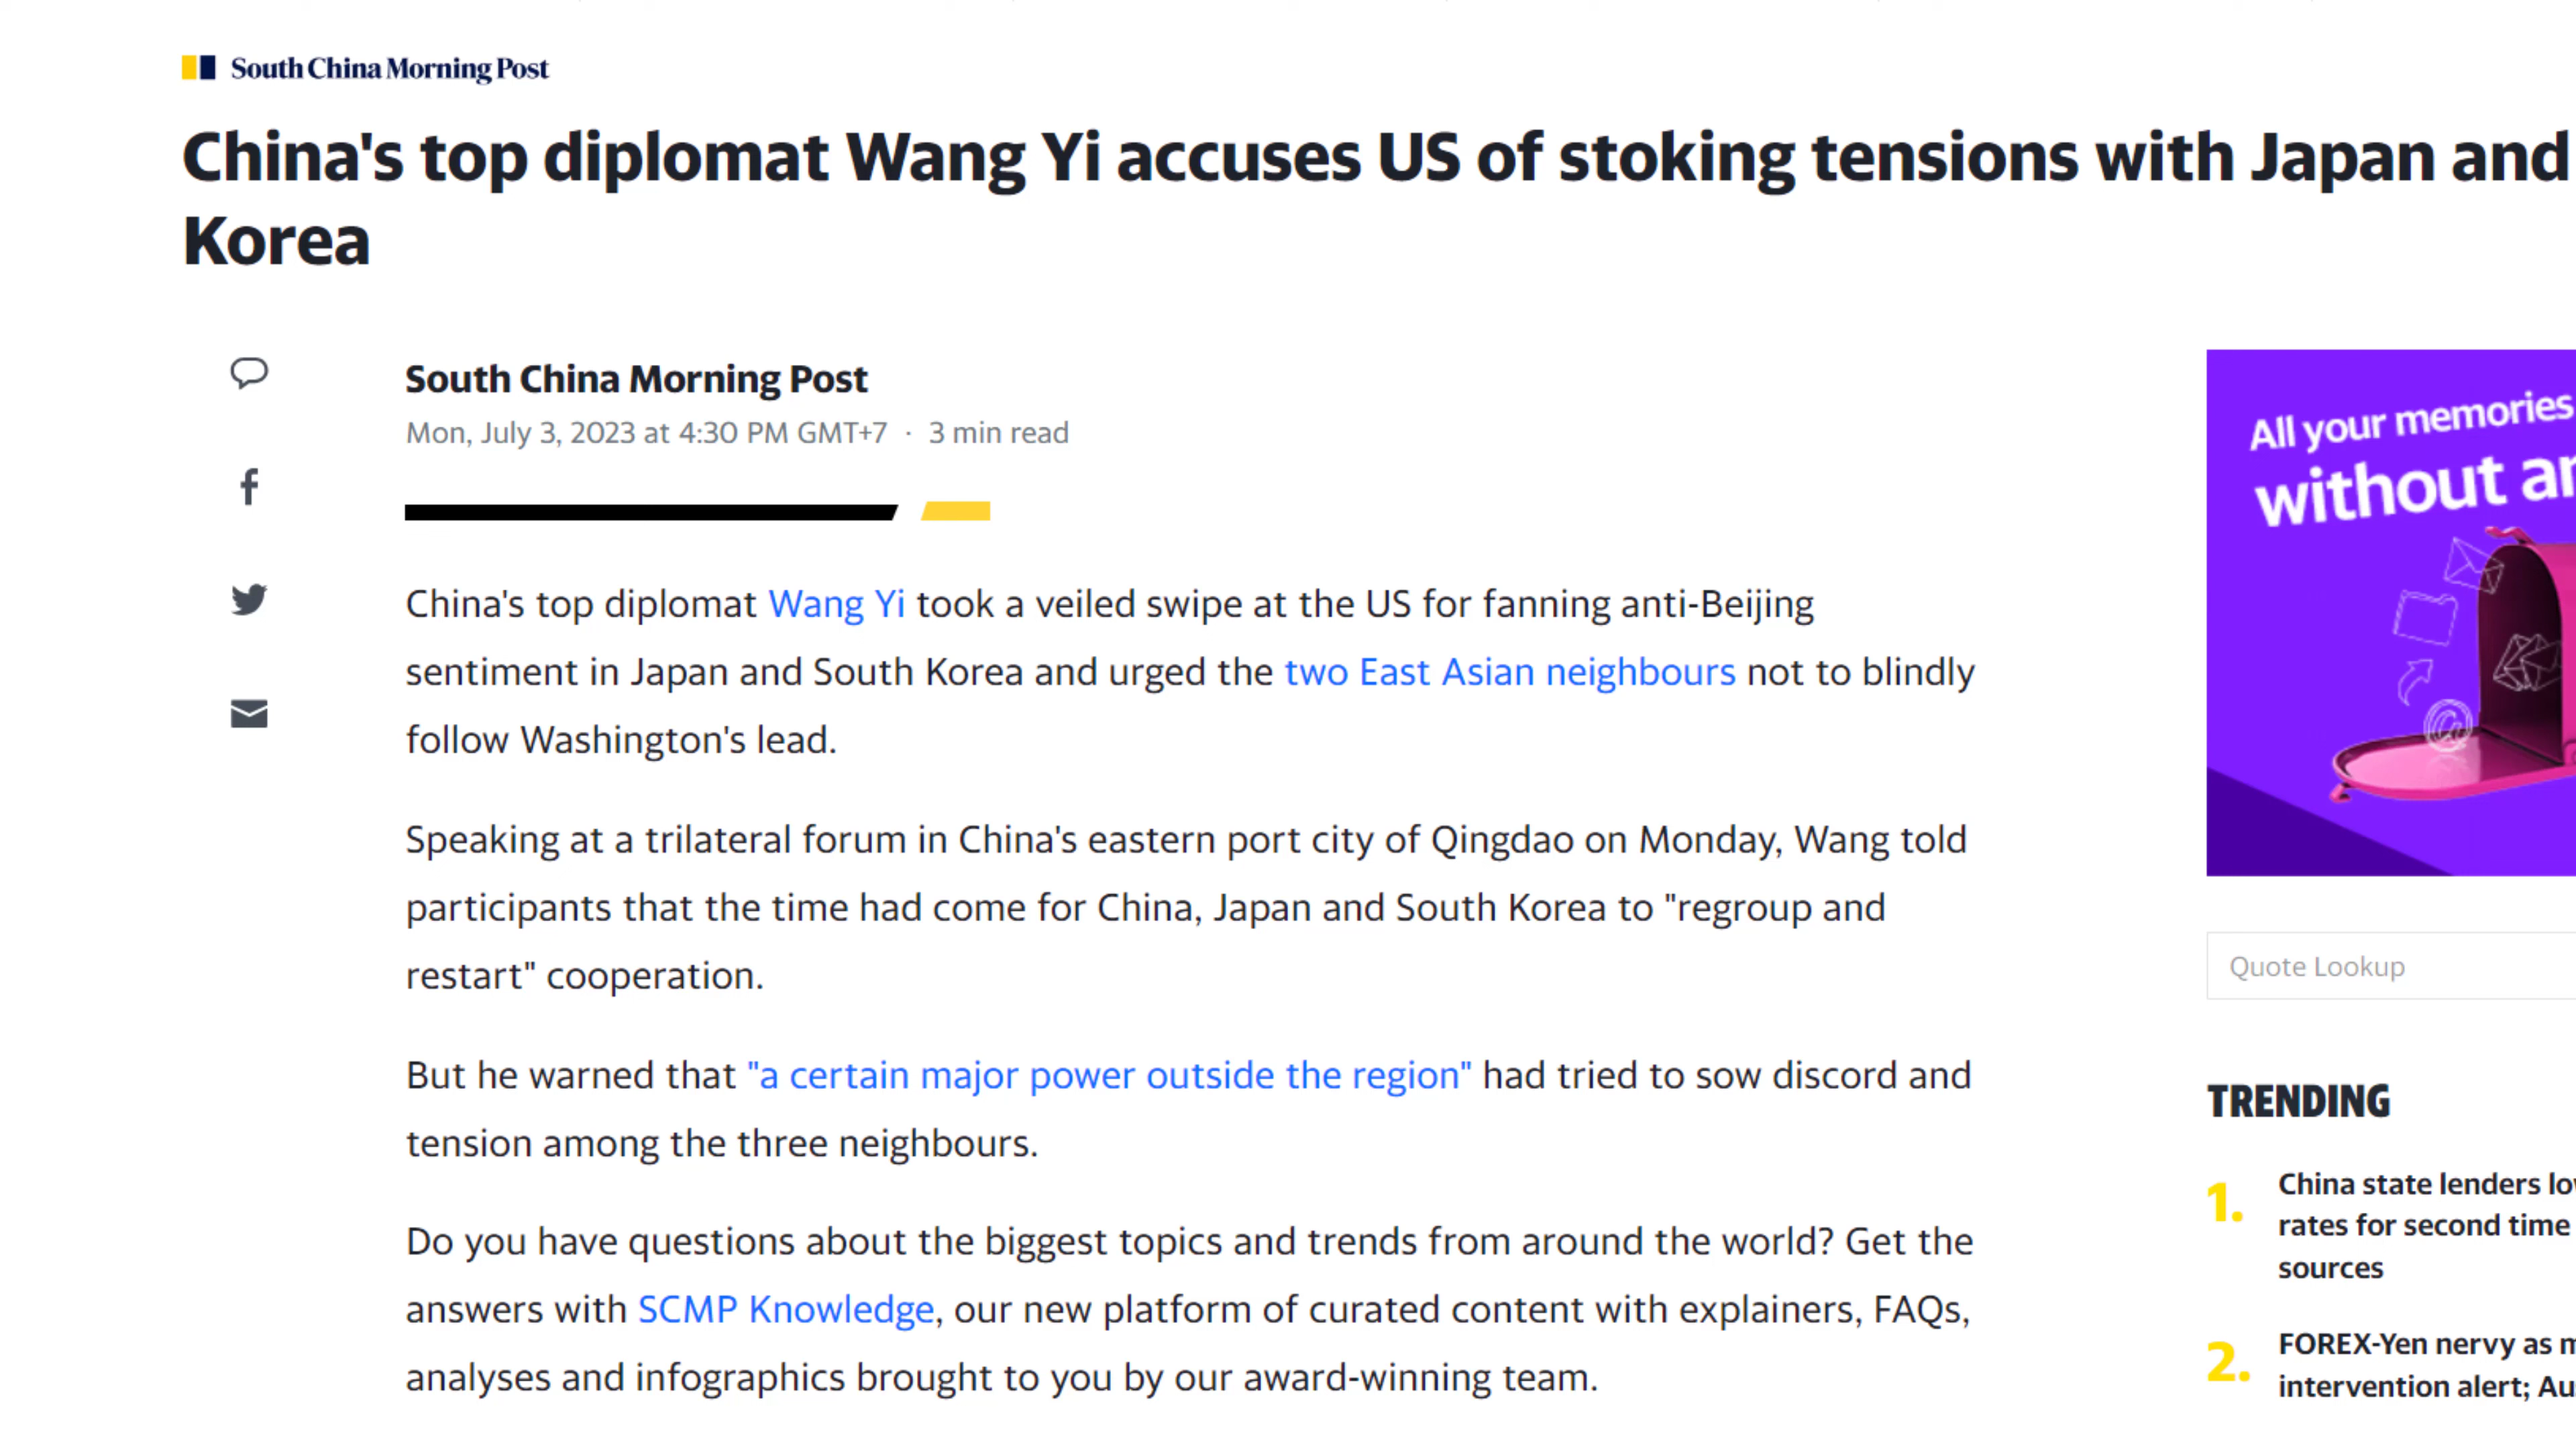 South China Morning Post
China's top diplomat Wang Yi accuses US of stoking tensions with Japan and
Korea
South China Morning Post
Mon, July 3, 2023 at 4:30 PM GMT+7 · 3 min read
China's top diplomat Wang Yi took a veiled swipe at the US for fanning anti-Beijing
sentiment in Japan and South Korea and urged the two East Asian neighbours not to blindly
follow Washington's lead.
Speaking at a trilateral forum in China's eastern port city of Qingdao on Monday, Wang told
participants that the time had come for China, Japan and South Korea to "regroup and
restart" cooperation.
But he warned that "a certain major power outside the region" had tried to sow discord and
tension among the three neighbours.
Do you have questions about the biggest topics and trends from around the world? Get the
answers with SCMP Knowledge, our new platform of curated content with explainers, FAQs,
analyses and infographics brought to you by our award-winning team.
All your memories
without
Quote Lookup
TRENDING
1. China state lenders
rates for second time
sources
2. FOREX-Yen nervy as
intervention alert;